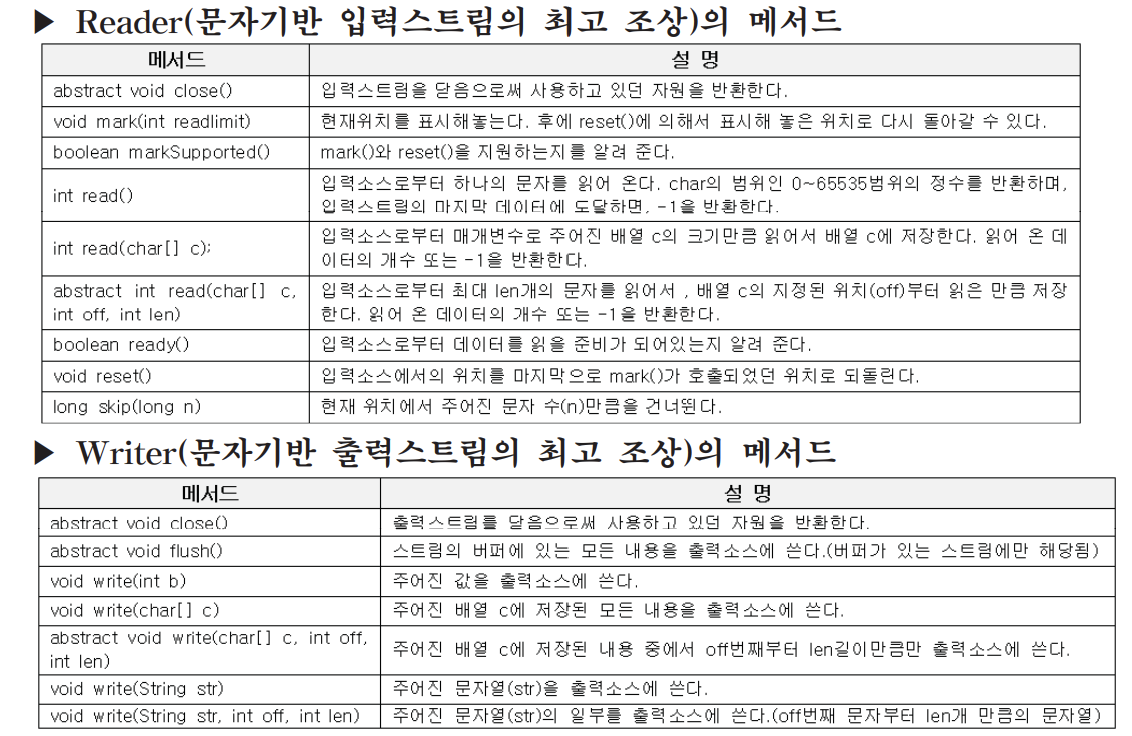 ▶ Reader(문자기반 입력스트림의 최고 조상)의 메서드
메서드 설 명
abstract void close() 입력스트림을 닫음으로써 사용하고 있던 자원을 반환한다.
void mark(int readlimit) 현재위치를 표시해놓는다. 후에 reset()에 의해서 표시해 놓은 위치로 다시 돌아갈 수 있다.
boolean markSupported() mark()와 reset()을 지원하는지를 알려 준다.
int read() 입력소스로부터 하나의 문자를 읽어 온다. char의 범위인 0~65535범위의 정수를 반환하며,
입력스트림의 마지막 데이터에 도달하면, -1을 반환한다.
int read(char[] c); 입력소스로부터 매개변수로 주어진 배열 c의 크기만큼 읽어서 배열 c에 저장한다. 읽어 온 데
이터의 개수 또는 -1을 반환한다.
abstract int read(char[] c, 입력소스로부터 최대 len개의 문자를 읽어서 , 배열 c의 지정된 위치(off)부터 읽은 만큼 저장
int off, int len) 한다. 읽어 온 데이터의 개수 또는 -1을 반환한다.
boolean ready() 입력소스로부터 데이터를 읽을 준비가 되어있는지 알려 준다.
void reset() 입력소스에서의 위치를 마지막으로 mark()가 호출되었던 위치로 되돌린다.
long skip(long n) 현재 위치에서 주어진 문자 수(n)만큼을 건너뛴다.
▶ Writer(문자기반 출력스트림의 최고 조상)의 메서드
메서드 설 명
abstract void close() 출력스트림를 닫음으로써 사용하고 있던 자원을 반환한다.
abstract void flush() 스트림의 버퍼에 있는 모든 내용을 출력소스에 쓴다.(버퍼가 있는 스트림에만 해당됨)
void write(int b) 주어진 값을 출력소스에 쓴다.
void write(char[] c) 주어진 배열 c에 저장된 모든 내용을 출력소스에 쓴다.
abstract void write(char[] c, int off,
int len) 주어진 배열 c에 저장된 내용 중에서 off번째부터 len길이만큼만 출력소스에 쓴다.
void write(String str) 주어진 문자열(str)을 출력소스에 쓴다.
void write(String str, int off, int len) 주어진 문자열(str)의 일부를 출력소스에 쓴다.(off번째 문자부터 len개 만큼의 문자열)